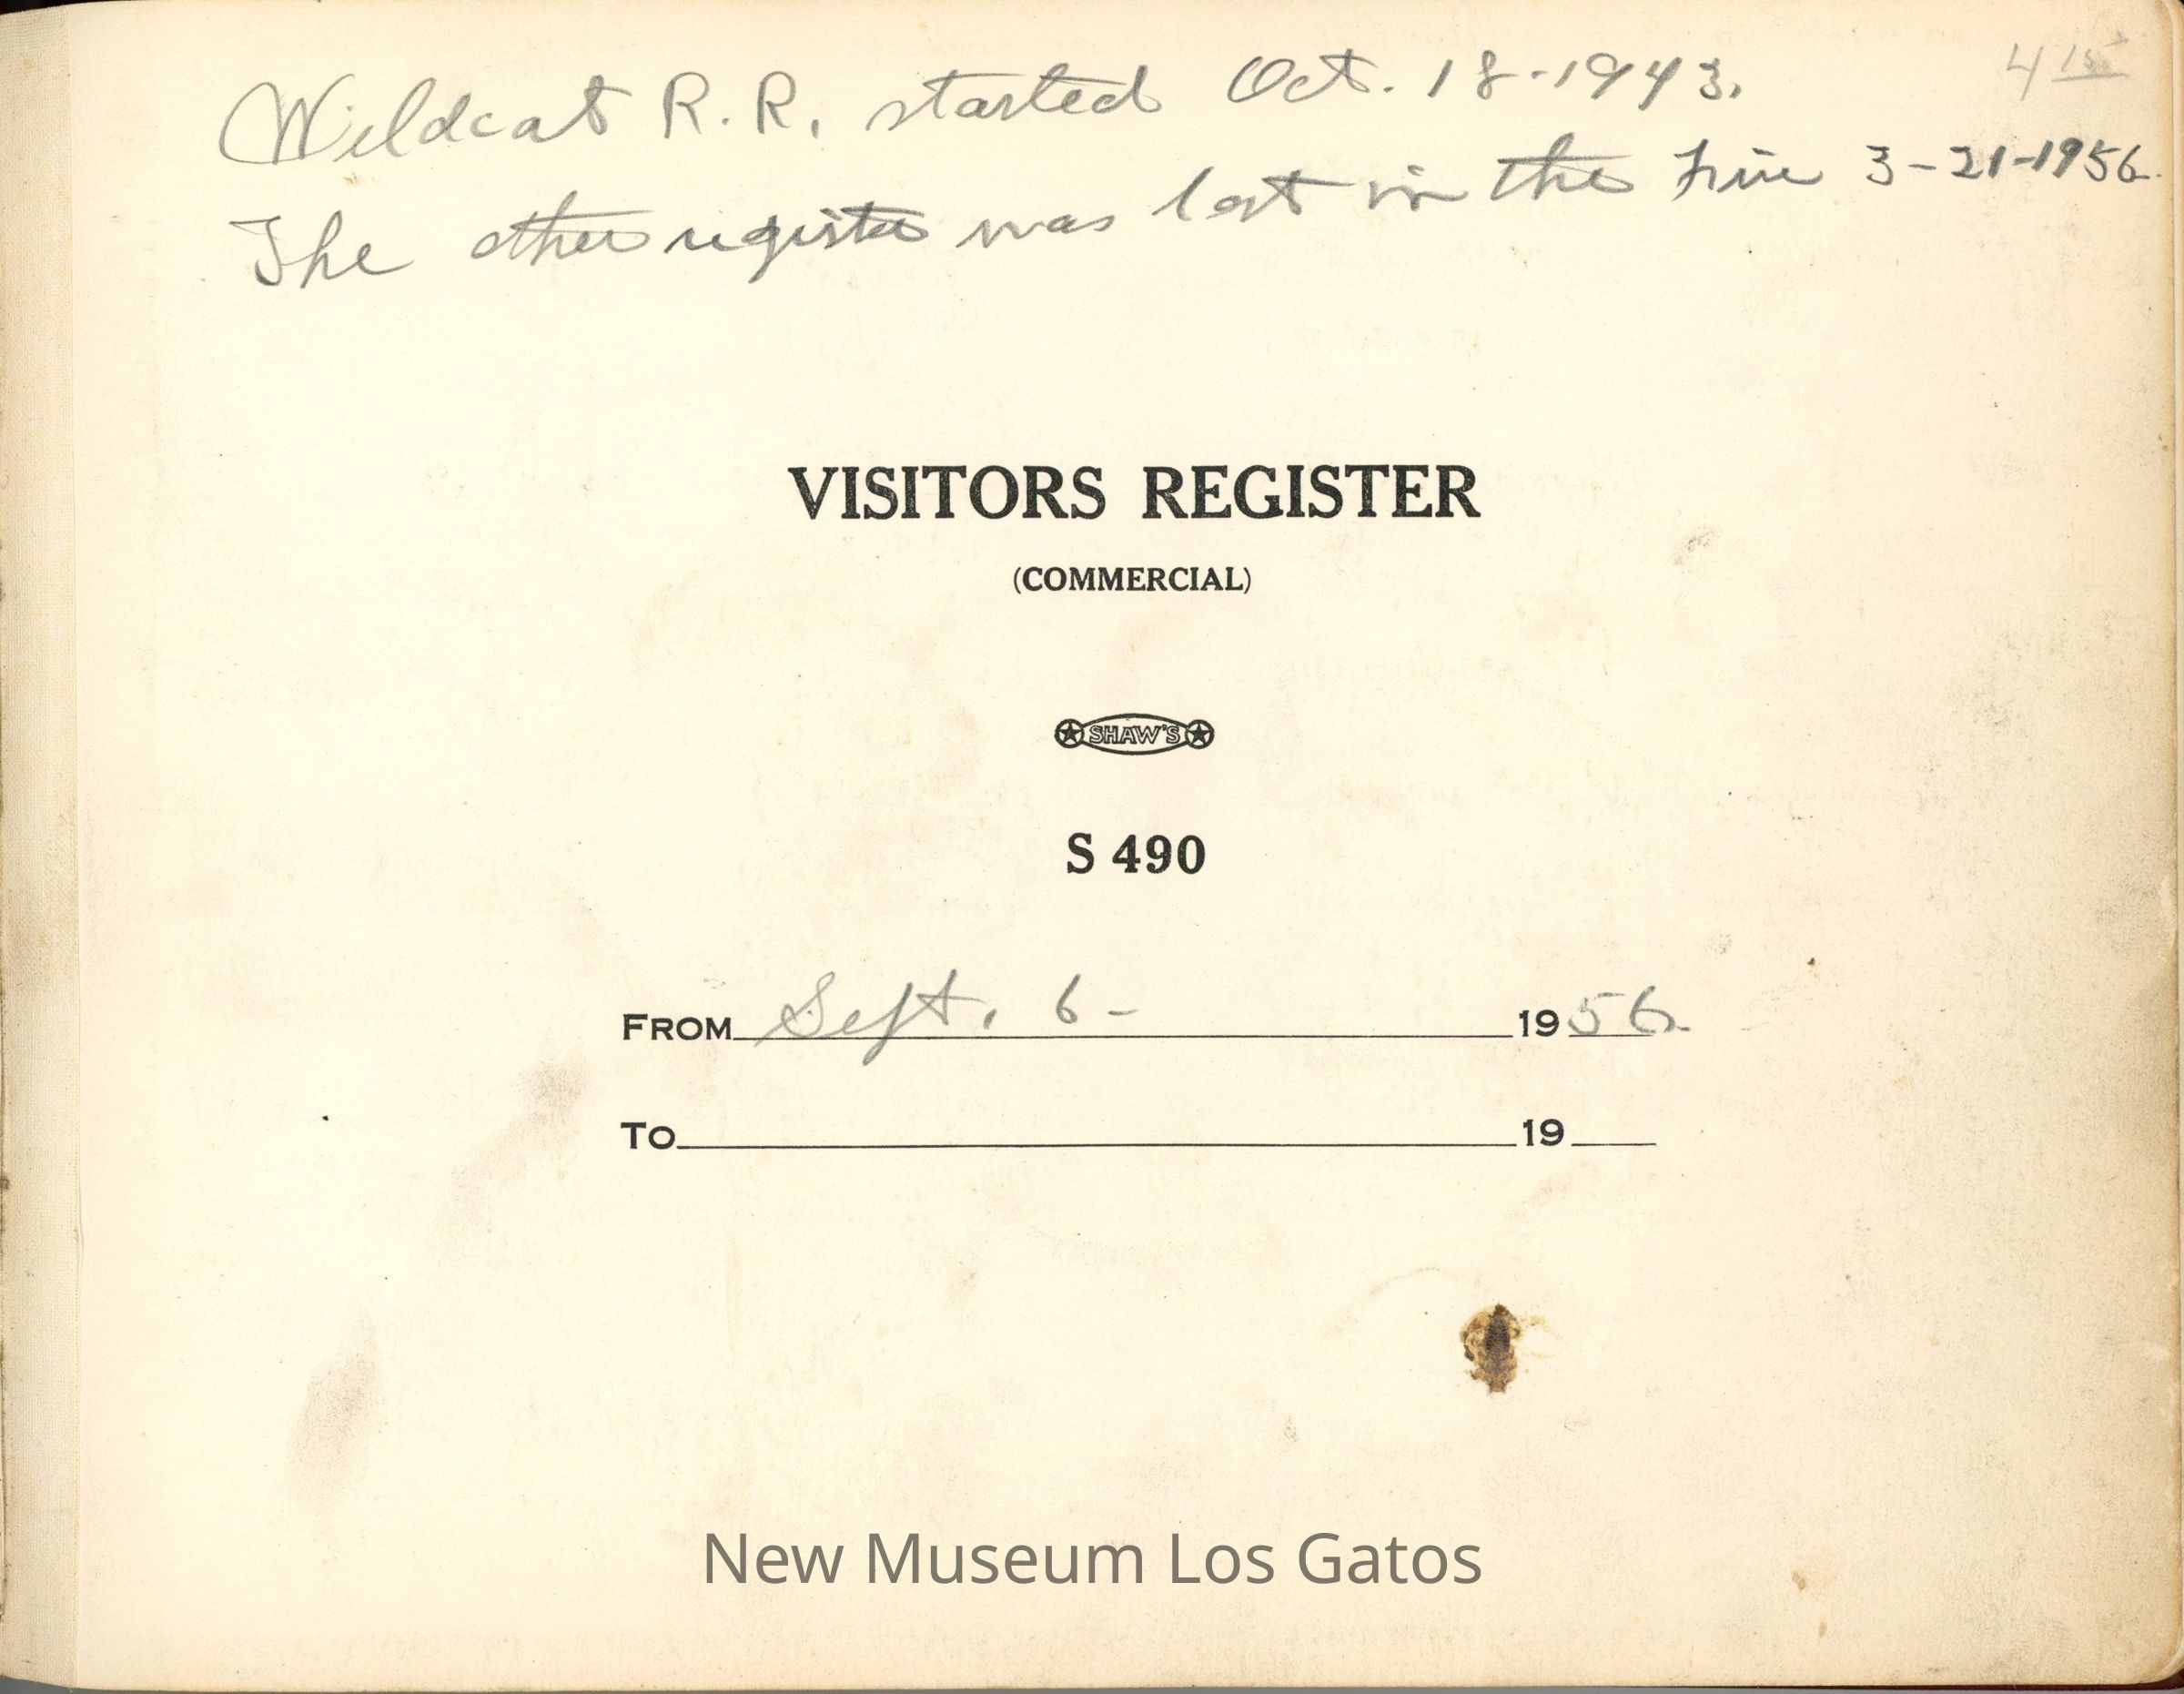 4 15
Wildcat R.R. started Oct. 18-1943.
The other register was lost in the Fire 3-21-1956.
VISITORS REGISTER
(COMMERCIAL)
SHAW'S
S 490
FROM Sept. 6- 1956.
TO 19
New Museum Los Gatos